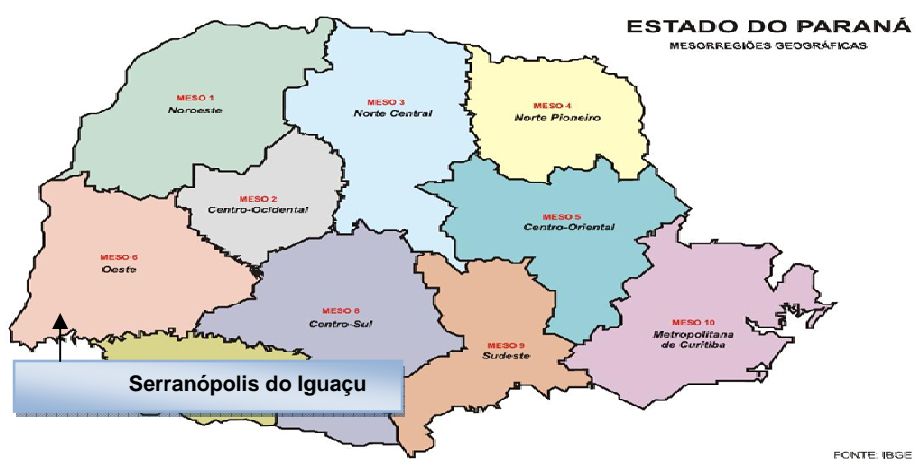 ESTADO DO PARANÁ
MESORREGIÕES GEOGRÁFICAS
MESO 1
Noroeste
MESO 3
Norte Central
MESO 4
Norte Pioneiro
MESO 2
Centro-Ocidental
MESO 5
Centro-Oriental
MESO 6
Oeste
MESO 8
Centro-Sul
MESO 10
Metropolitana
de Curitiba
MESO 9
Sudeste
Serranópolis do Iguaçu
FONTE: IBGE